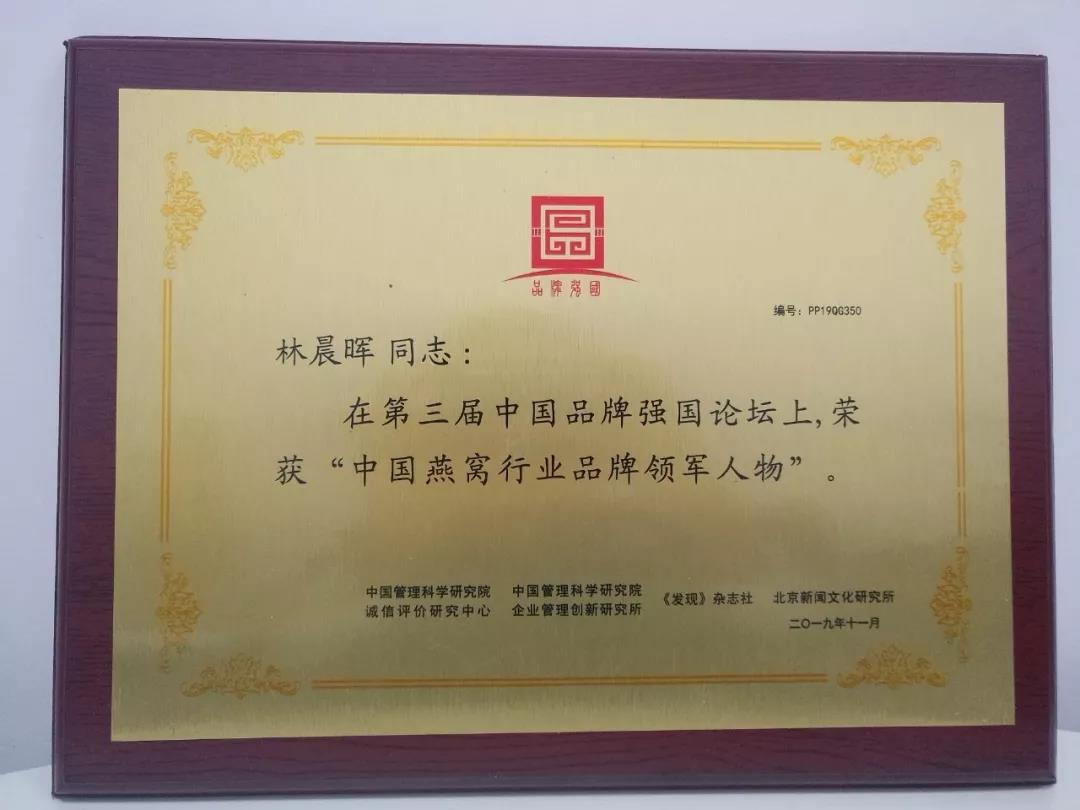 品牌强國
编号：PP19QG350
林晨晖 同志：
在第三届中国品牌强国论坛上,荣
获“中国燕窝行业品牌领军人物”。
中国管理科学研究院
诚信评价研究中心
中国管理科学研究院
企业管理创新研究所
《发现》杂志社
北京新闻文化研究所
二〇一九年十一月